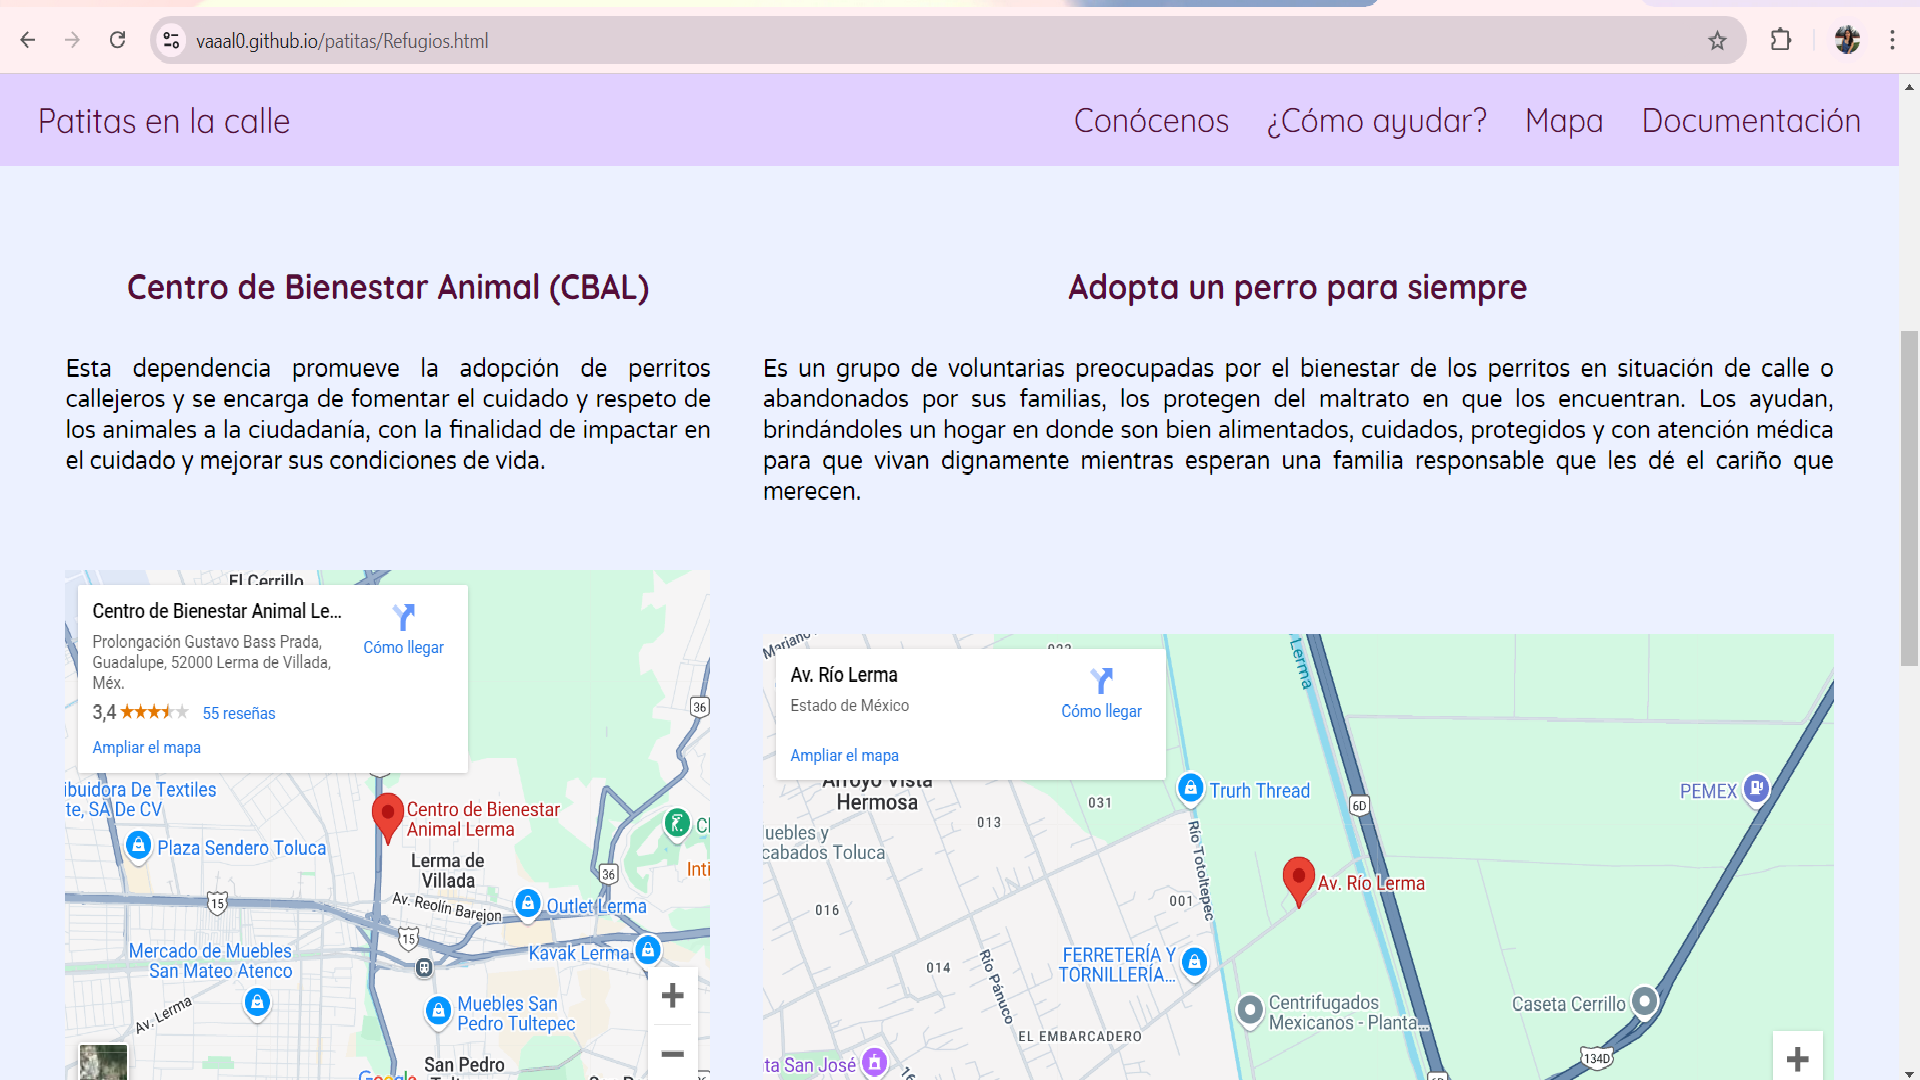 vaaal0.github.io/patitas/Refugios.html
Patitas en la calle
Conócenos
¿Cómo ayudar?
Mapa
Documentación
Centro de Bienestar Animal (CBAL)
Esta dependencia promueve la adopción de perritos
callejeros y se encarga de fomentar el cuidado y respeto de
los animales a la ciudadanía, con la finalidad de impactar en
el cuidado y mejorar sus condiciones de vida.
Adopta un perro para siempre
Es un grupo de voluntarias preocupadas por el bienestar de los perritos en situación de calle o
abandonados por sus familias, los protegen del maltrato en que los encuentran. Los ayudan,
brindándoles un hogar en donde son bien alimentados, cuidados, protegidos y con atención médica
para que vivan dignamente mientras esperan una familia responsable que les dé el cariño que
merecen.
El Cerrillo
Centro de Bienestar Animal Le...
Prolongación Gustavo Bass Prada,
Guadalupe, 52000 Lerma de Villada,
Méx.
Cómo llegar
3,4
55 reseñas
Ampliar el mapa
36
ibuidora De Textiles
te, SA De CV
Centro de Bienestar
Animal Lerma
Plaza Sendero Toluca
Lerma de
Villada
36
Inti
15
Av. Reolín Barejon
Outlet Lerma
15
Mercado de Muebles
San Mateo Atenco
Kavak Lerma
Av. Lerma
Muebles San
Pedro Tultepec
San Pedro
Google
Mariano
Lerma
Av. Río Lerma
Estado de México
Cómo llegar
Ampliar el mapa
Arroyo Vista
Hermosa
031
Trurh Thread
6D
PEMEX
013
uebles y
cabados Toluca
Río Totoltepec
Av. Río Lerma
016
001
FERRETERÍA Y
TORNILLERÍA...
014
Río Pánuco
Centrifugados
Mexicanos - Planta...
Caseta Cerrillo
EL EMBARCADERO
134D
ta San José